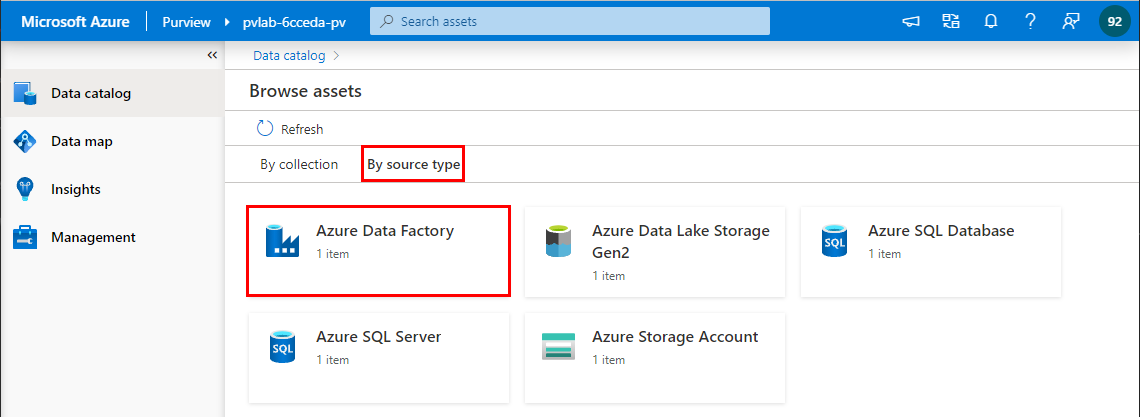 Microsoft Azure Purview pvlab-6cceda-pv Search assets 92
«
Data catalog
Data map
Insights
Management
Data catalog >
Browse assets
Refresh
By collection By source type
Azure Data Factory
1 item
Azure Data Lake Storage
Gen2
1 item
Azure SQL Database
1 item
SQL
Azure SQL Server
1 item
SQL
Azure Storage Account
1 item